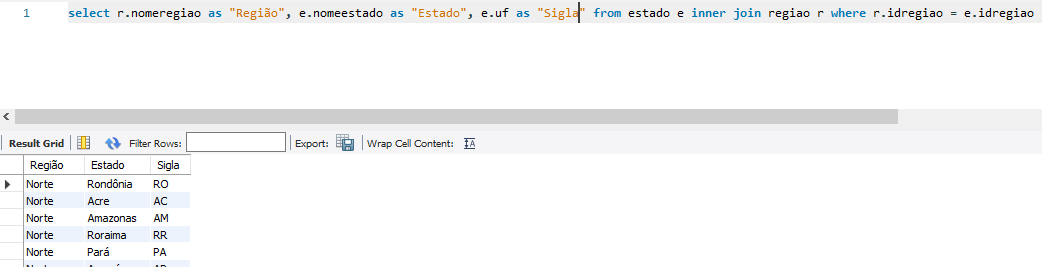 1 select r.nomeregiao as "Região", e.nomeestado as "Estado", e.uf as "Sigla" from estado e inner join regiao r where r.idregiao = e.idregiao
Result Grid Filter Rows: Export: Wrap Cell Content:
Região Estado Sigla
Norte Rondônia RO
Norte Acre AC
Norte Amazonas AM
Norte Roraima RR
Norte Pará PA